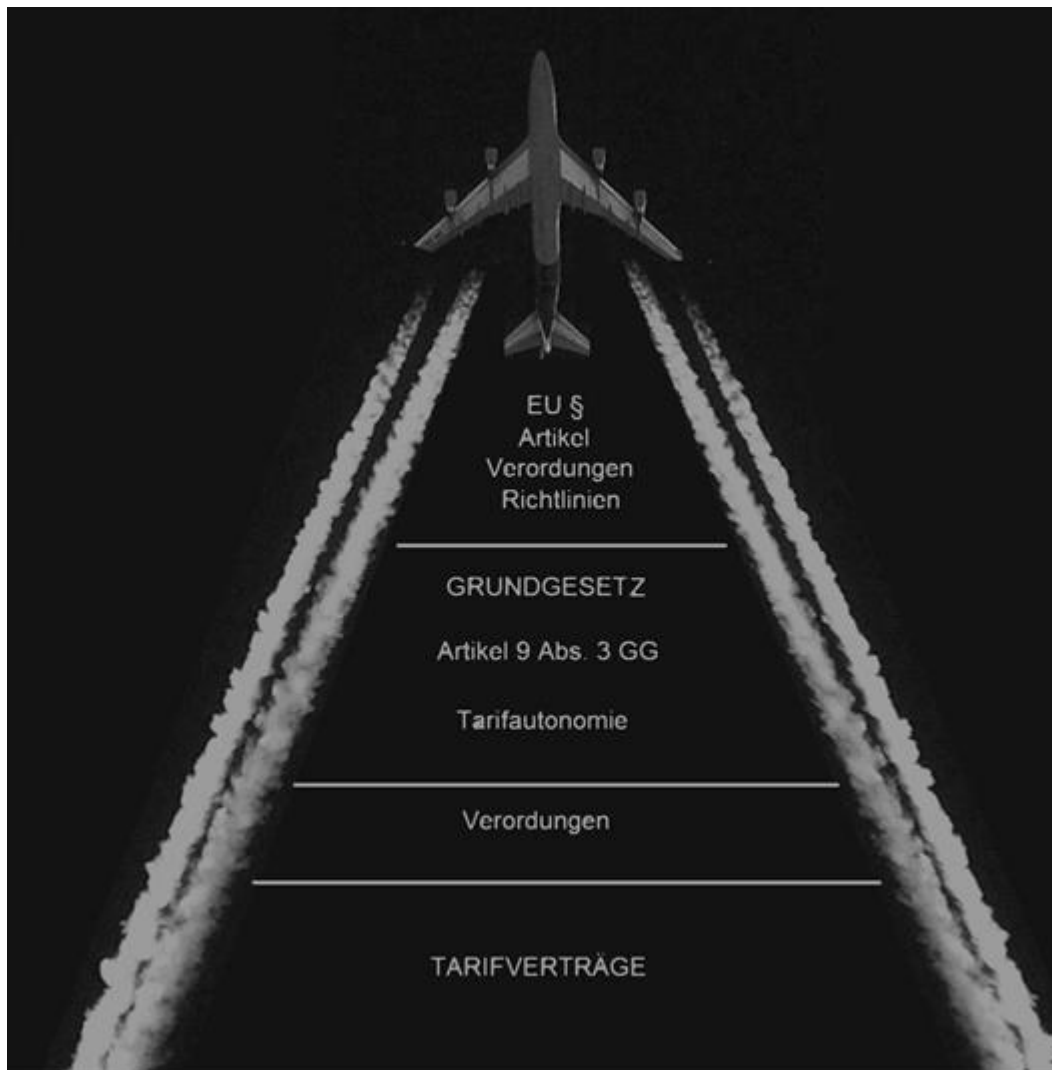 EU §
Artikel
Verordungen
Richtlinien
GRUNDGESETZ
Artikel 9 Abs. 3 GG
Tarifautonomie
Verordungen
TARIFVERTRÄGE